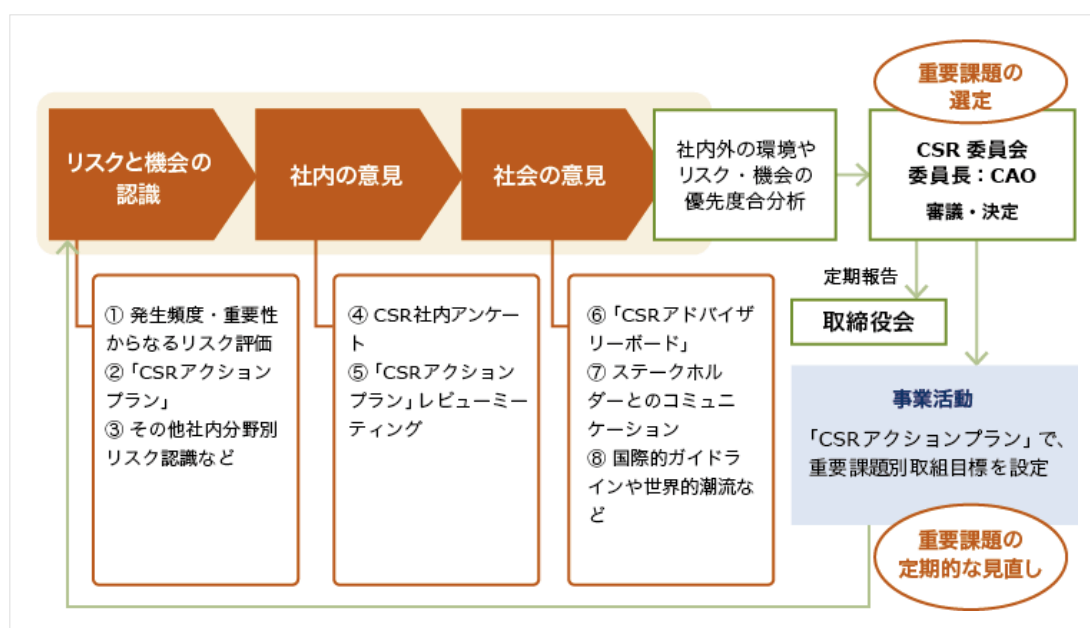 リスクと機会の
認識
社内の意見
社会の意見
社内外の環境や
リスク・機会の
優先度合分析
重要課題の
選定
CSR 委員会
委員長：CAO
審議・決定
① 発生頻度・重要性
からなるリスク評価
②「CSRアクション
プラン」
③ その他社内分野別
リスク認識など
④ CSR社内アンケー
ト
⑤「CSRアクション
プラン」レビューミー
ティング
⑥「CSRアドバイザ
リーボード」
⑦ ステークホル
ダーとのコミュニ
ケーション
⑧ 国際的ガイドラ
インや世界的潮流な
ど
定期報告
取締役会
事業活動
「CSRアクションプラン」で、
重要課題別取組目標を設定
重要課題の
定期的な見直し